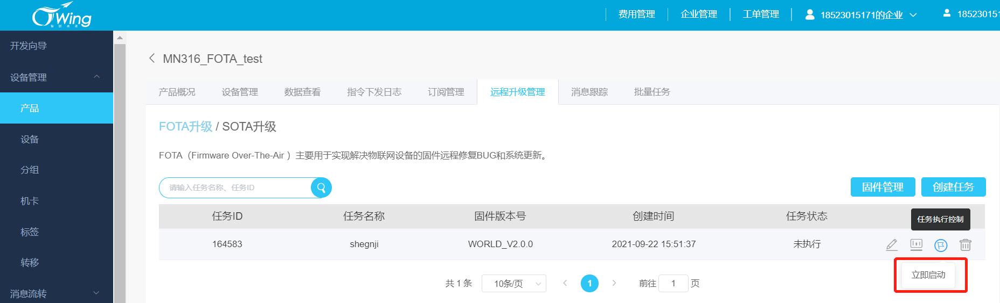 Wing
智联未来
费用管理
企业管理
工单管理
18523015171的企业
185230151
开发向导
设备管理
产品
设备
分组
机卡
标签
转移
消息流转
MN316_FOTA_test
产品概况
设备管理
数据查看
指令下发日志
订阅管理
远程升级管理
消息跟踪
批量任务
FOTA升级 / SOTA升级
FOTA（Firmware Over-The-Air ）主要用于实现解决物联网设备的固件远程修复BUG和系统更新。
请输入任务名称、任务ID
固件管理
创建任务
任务ID 任务名称 固件版本号 创建时间 任务状态
任务执行控制
164583 shegnji WORLD_V2.0.0 2021-09-22 15:51:37 未执行
立即启动
共 1 条 10条/页 1 前往 1 页